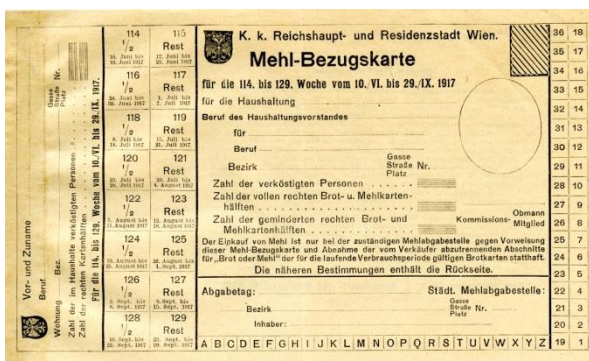 Vor- und Zuname
Beruf
Wohnung Bez. Gasse Straße Platz Nr.
Zahl der im Haushalte verköstigten Personen
Zahl der rechten Kartenhälften
Für die 114. bis 129. Woche vom 10./VI. bis 29./IX. 1917.
114 115
1/2 Rest
116 117
1/2 Rest
118 119
1/2 Rest
120 121
1/2 Rest
122 123
1/2 Rest
124 125
1/2 Rest
126 127
1/2 Rest
128 129
1/2 Rest
K. k. Reichshaupt- und Residenzstadt Wien.
Mehl-Bezugskarte
für die 114. bis 129. Woche vom 10. VI. bis 29./IX. 1917
für die Haushaltung
Beruf des Haushaltungsvorstandes
für
Beruf
Bezirk Gasse Straße Platz Nr.
Zahl der verköstigten Personen
Zahl der vollen rechten Brot- u. Mehlkarten-
hälften
Zahl der geminderten rechten Brot- und
Mehlkartenhälften
Kommissions- Obmann Mitglied
Der Einkauf von Mehl ist nur bei der zuständigen Mehlabgabestelle gegen Vorweisung
dieser Mehl-Bezugskarte und Abnahme der vom Verkäufer abzutrennenden Abschnitte
für „Brot oder Mehl" der für die laufende Verbrauchsperiode gültigen Brotkarten statthaft.
Die näheren Bestimmungen enthält die Rückseite.
Abgabetag: Städt. Mehlabgabestelle:
Bezirk Gasse Straße Platz Nr.
Inhaber:
A B C D E F G H I J K L M N O P Q R S T U V W X Y Z
36 18
35 17
34 16
33 15
32 14
31 13
30 12
29 11
28 10
27 9
26 8
25 7
24 6
23 5
22 4
21 3
20 2
19 1